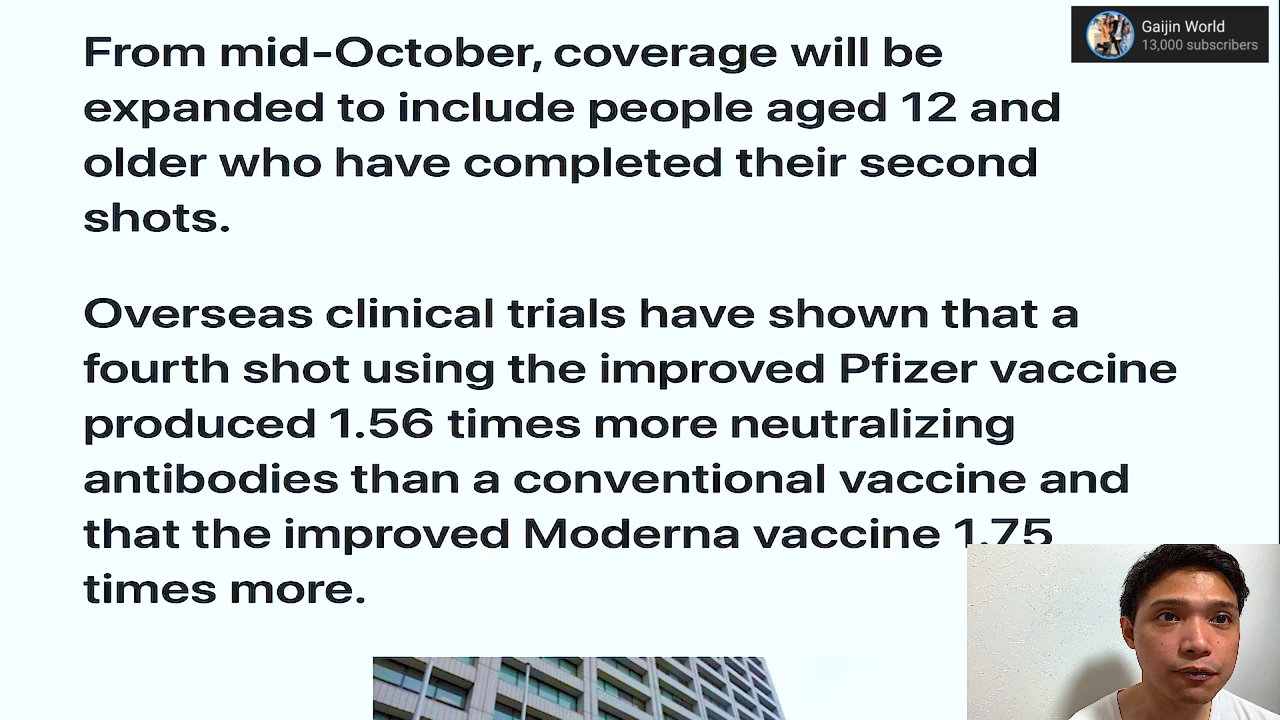 From mid-October, coverage will be
expanded to include people aged 12 and
older who have completed their second
shots.
Overseas clinical trials have shown that a
fourth shot using the improved Pfizer vaccine
produced 1.56 times more neutralizing
antibodies than a conventional vaccine and
that the improved Moderna vaccine 1.75
times more.
Gaijin World
13,000 subscribers